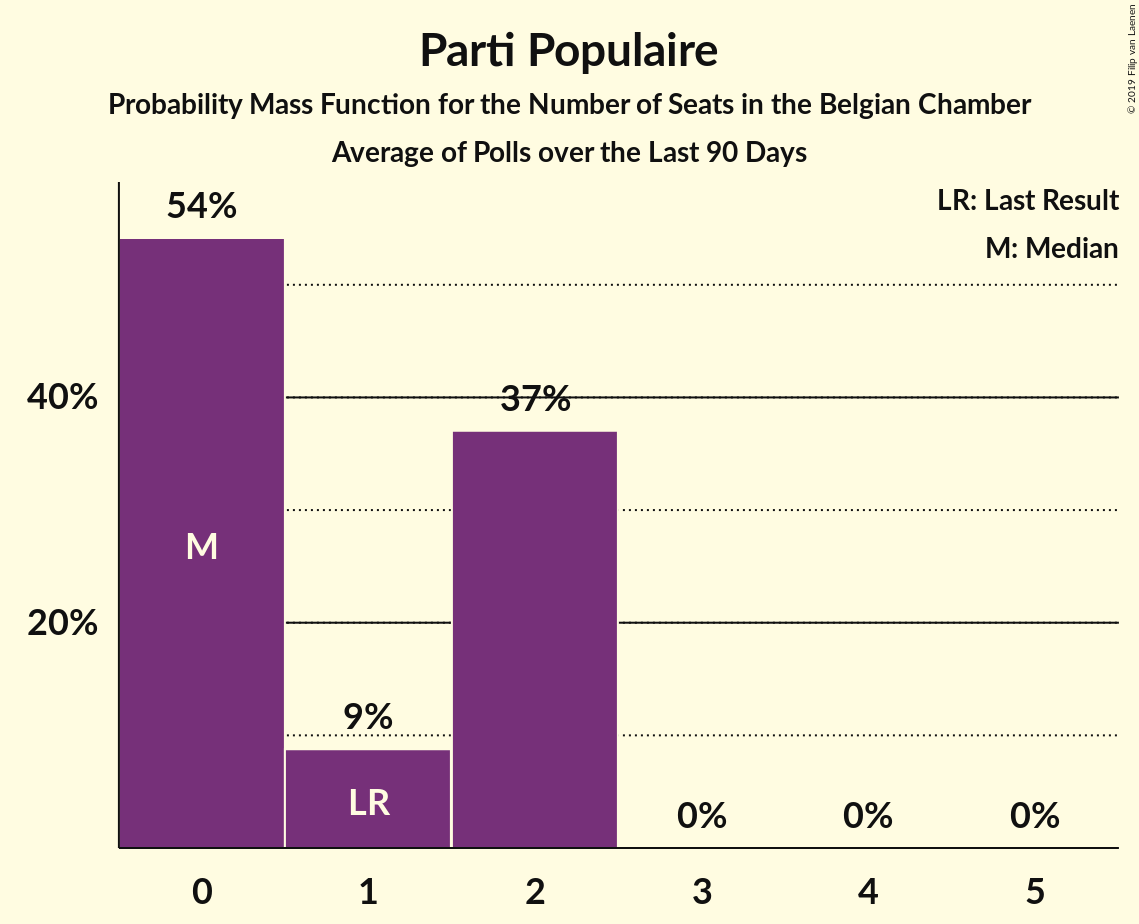 Parti Populaire
Probability Mass Function for the Number of Seats in the Belgian Chamber
Average of Polls over the Last 90 Days
© 2019 Filip van Laenen
LR: Last Result
M: Median
54%
40%
37%
M
20%
9%
LR
0% 0% 0%
0 1 2 3 4 5